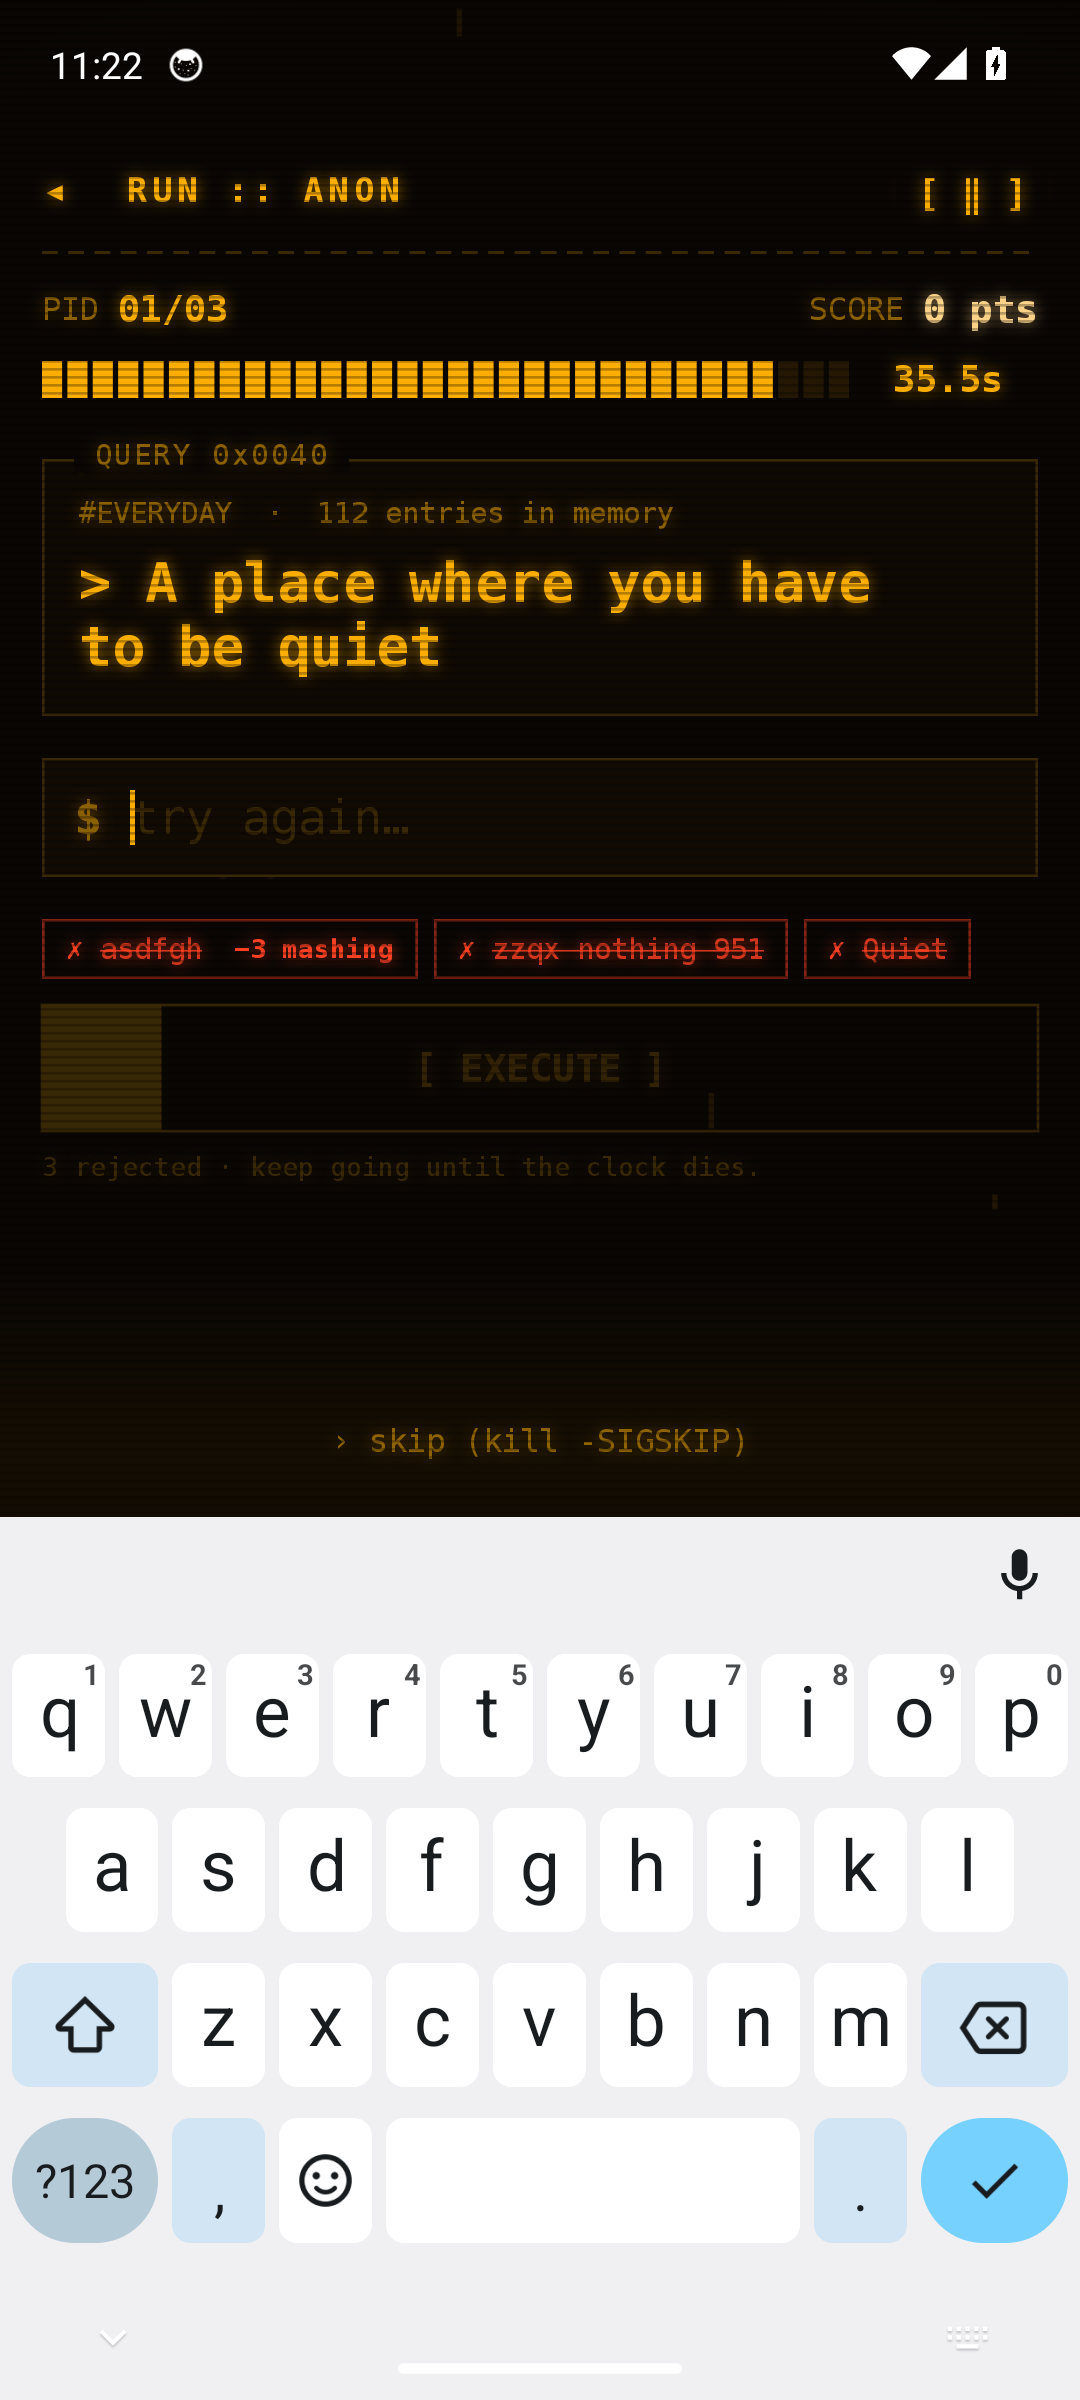 11:22
◂ RUN :: ANON [ ‖ ]
PID 01/03 SCORE 0 pts
35.5s
QUERY 0x0040
#EVERYDAY · 112 entries in memory
> A place where you have
to be quiet
$ try again…
✗ asdfgh −3 mashing ✗ zzqx nothing 951 ✗ Quiet
[ EXECUTE ]
3 rejected · keep going until the clock dies.
› skip (kill -SIGSKIP)
1 2 3 4 5 6 7 8 9 0
q w e r t y u i o p
a s d f g h j k l
z x c v b n m
?123 , .